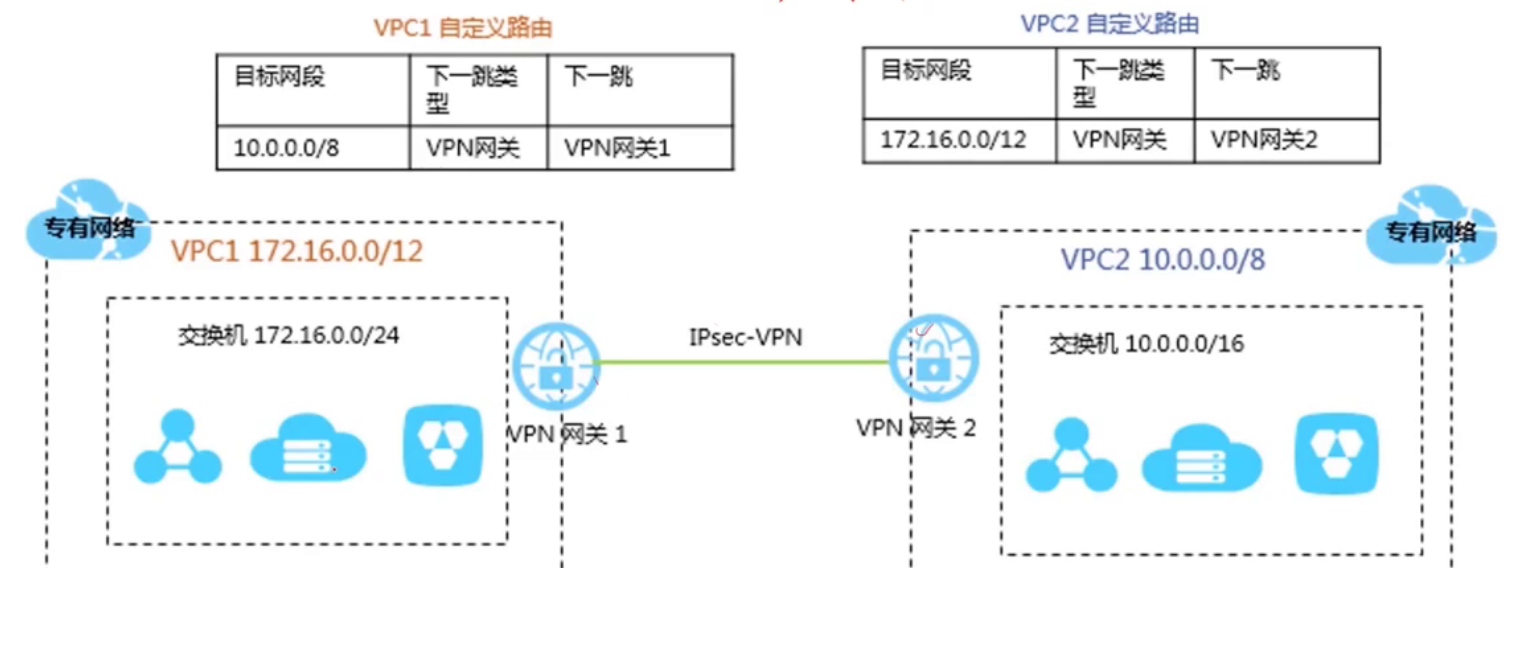 VPC1 自定义路由
目标网段 下一跳类型 下一跳
10.0.0.0/8 VPN网关 VPN网关1
VPC2 自定义路由
目标网段 下一跳类型 下一跳
172.16.0.0/12 VPN网关 VPN网关2
专有网络
VPC1 172.16.0.0/12
交换机 172.16.0.0/24
VPN 网关 1
IPsec-VPN
专有网络
VPC2 10.0.0.0/8
交换机 10.0.0.0/16
VPN 网关 2